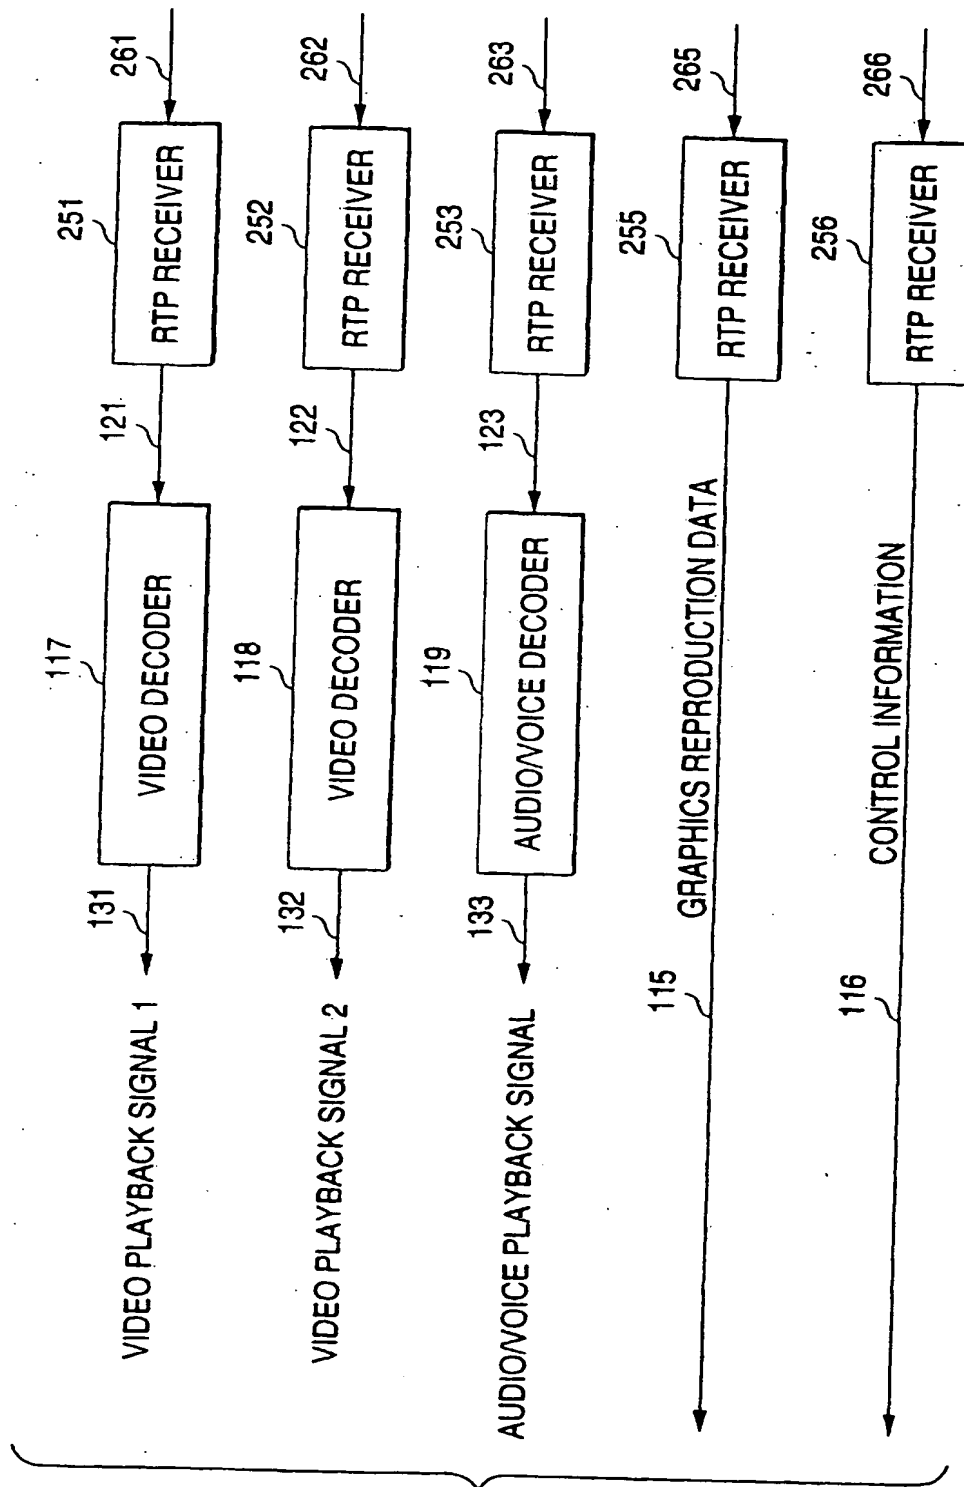 261
251
RTP RECEIVER
121
117
VIDEO DECODER
131
VIDEO PLAYBACK SIGNAL 1
262
252
RTP RECEIVER
122
118
VIDEO DECODER
132
VIDEO PLAYBACK SIGNAL 2
263
253
RTP RECEIVER
123
119
AUDIO/VOICE DECODER
133
AUDIO/VOICE PLAYBACK SIGNAL
265
255
RTP RECEIVER
GRAPHICS REPRODUCTION DATA
115
266
256
RTP RECEIVER
CONTROL INFORMATION
116